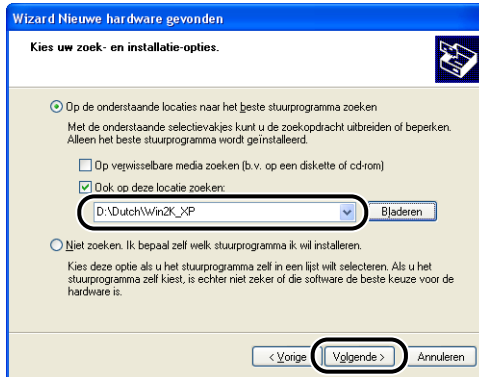 Wizard Nieuwe hardware gevonden
Kies uw zoek- en installatie-opties.
Op de onderstaande locaties naar het beste stuurprogramma zoeken
Met de onderstaande selectievakjes kunt u de zoekopdracht uitbreiden of beperken.
Alleen het beste stuurprogramma wordt geïnstalleerd.
Op verwisselbare media zoeken (b.v. op een diskette of cd-rom)
Ook op deze locatie zoeken:
D:\Dutch\Win2K_XP
Bladeren
Niet zoeken. Ik bepaal zelf welk stuurprogramma ik wil installeren.
Kies deze optie als u het stuurprogramma zelf in een lijst wilt selecteren. Als u het
stuurprogramma zelf kiest, is echter niet zeker of die software de beste keuze voor de
hardware is.
< Vorige
Volgende >
Annuleren